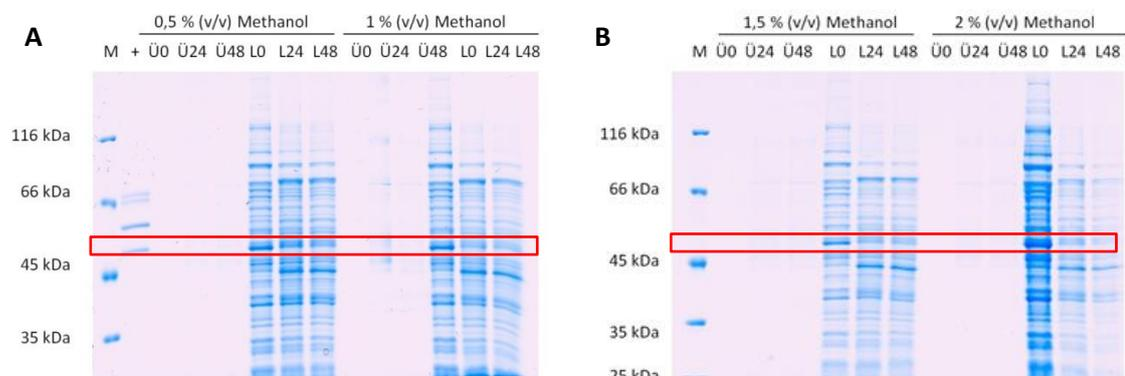 A
0,5 % (v/v) Methanol 1 % (v/v) Methanol
M + Ü0 Ü24 Ü48 L0 L24 L48 Ü0 Ü24 Ü48 L0 L24 L48
116 kDa
66 kDa
45 kDa
35 kDa
B
1,5 % (v/v) Methanol 2 % (v/v) Methanol
M Ü0 Ü24 Ü48 L0 L24 L48 Ü0 Ü24 Ü48 L0 L24 L48
116 kDa
66 kDa
45 kDa
35 kDa
25 kDa